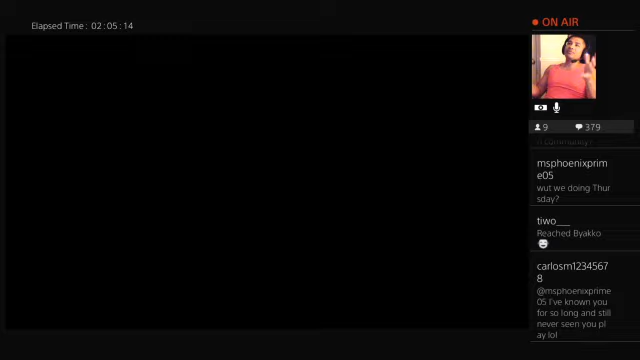 Elapsed Time : 02 : 05 : 14
ON AIR
9
379
n community?
msphoenixprim
e05
wut we doing Thur
sday?
tiwo___
Reached Byakko
carlosm1234567
8
@msphoenixprime
05 I've known you
for so long and still
never seen you pl
ay lol